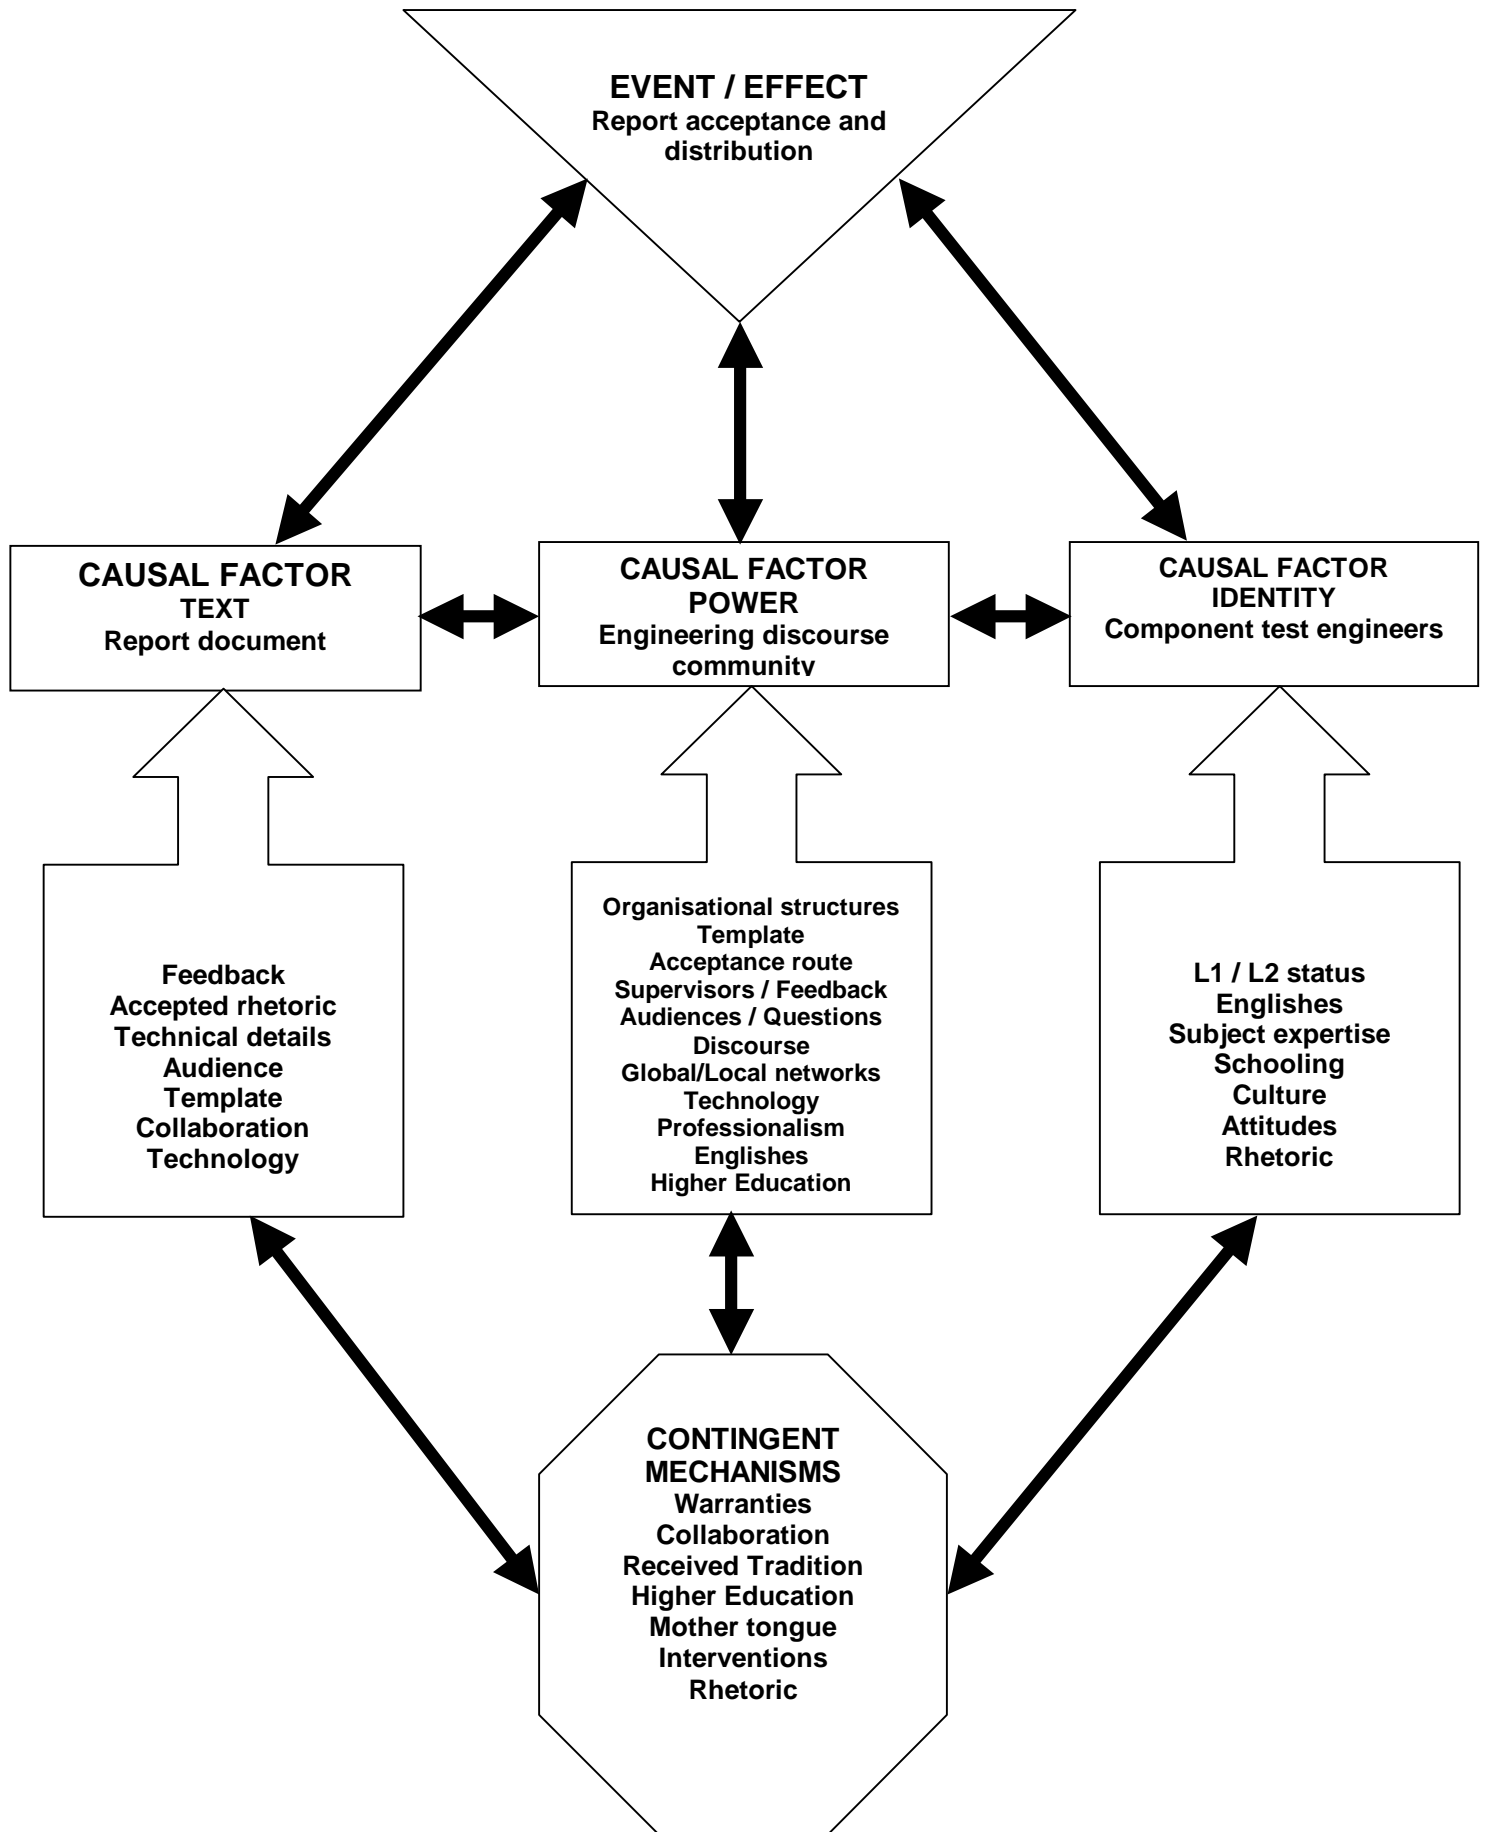 EVENT / EFFECT
Report acceptance and
distribution
CAUSAL FACTOR
TEXT
Report document
CAUSAL FACTOR
POWER
Engineering discourse
community
CAUSAL FACTOR
IDENTITY
Component test engineers
Feedback
Accepted rhetoric
Technical details
Audience
Template
Collaboration
Technology
Organisational structures
Template
Acceptance route
Supervisors / Feedback
Audiences / Questions
Discourse
Global/Local networks
Technology
Professionalism
Englishes
Higher Education
L1 / L2 status
Englishes
Subject expertise
Schooling
Culture
Attitudes
Rhetoric
CONTINGENT
MECHANISMS
Warranties
Collaboration
Received Tradition
Higher Education
Mother tongue
Interventions
Rhetoric